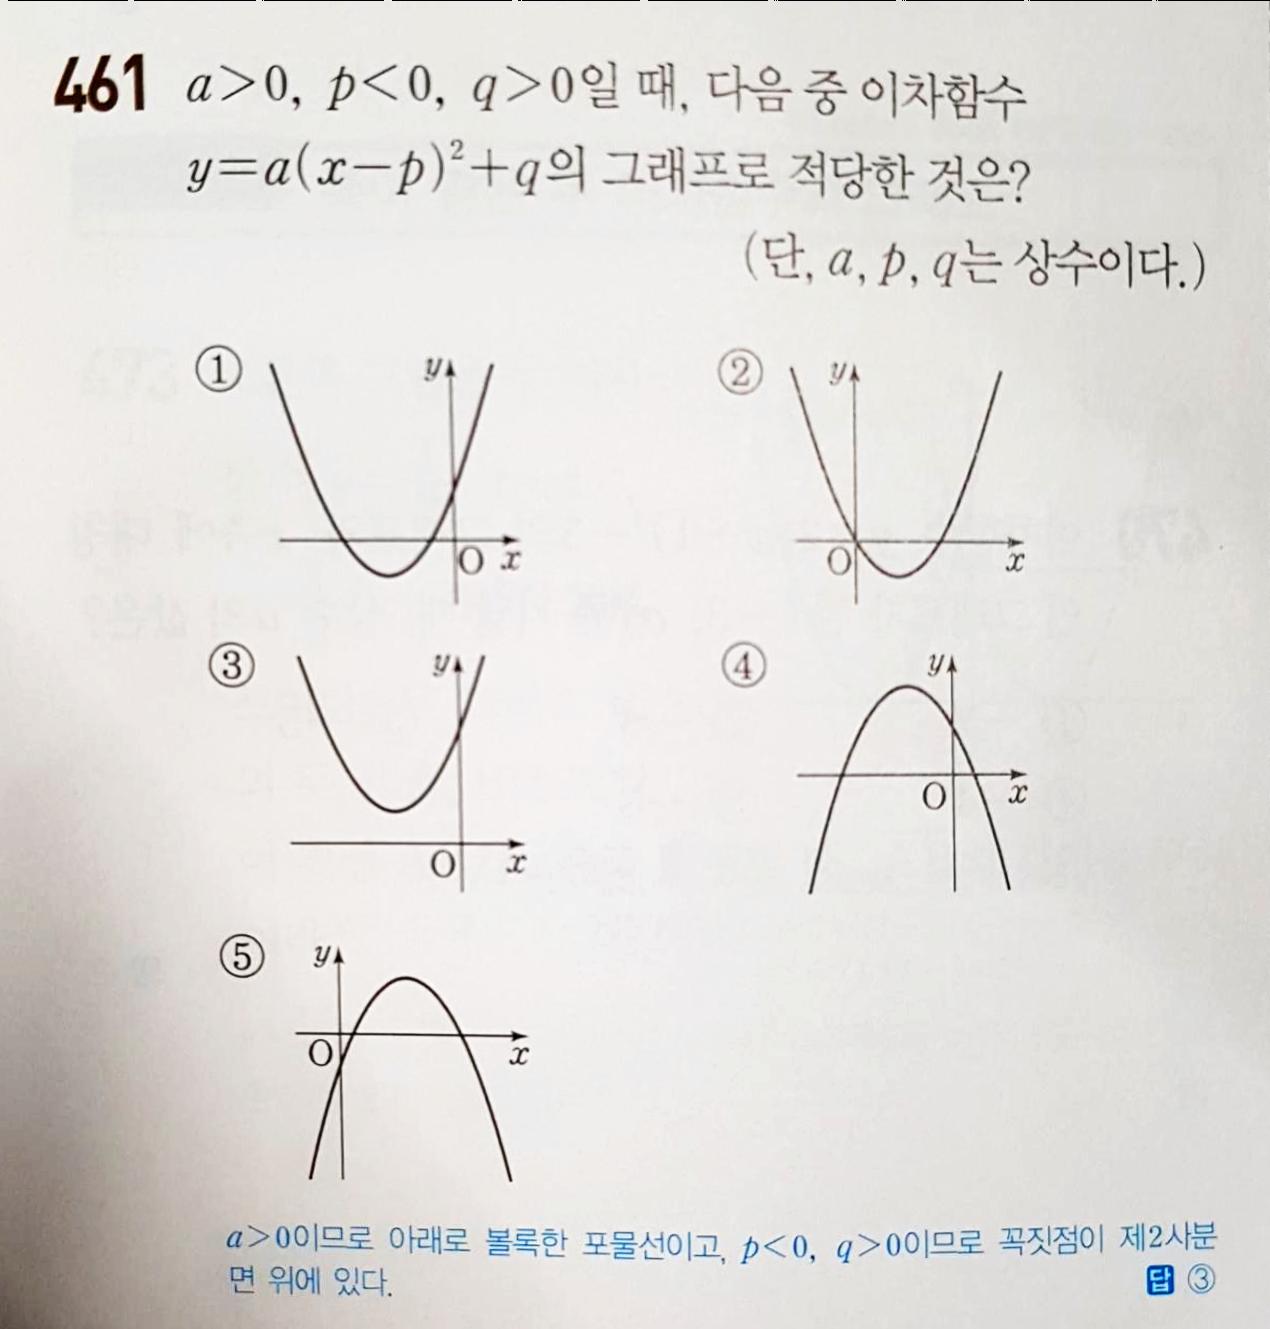 461 a>0, p<0, q>0일 때, 다음 중 이차함수
y=a(x-p)²+q의 그래프로 적당한 것은?
(단, a, p, q는 상수이다.)
① y O x
② y O x
③ y O x
④ y O x
⑤ y O x
a>0이므로 아래로 볼록한 포물선이고, p<0, q>0이므로 꼭짓점이 제2사분
면 위에 있다. 답 ③